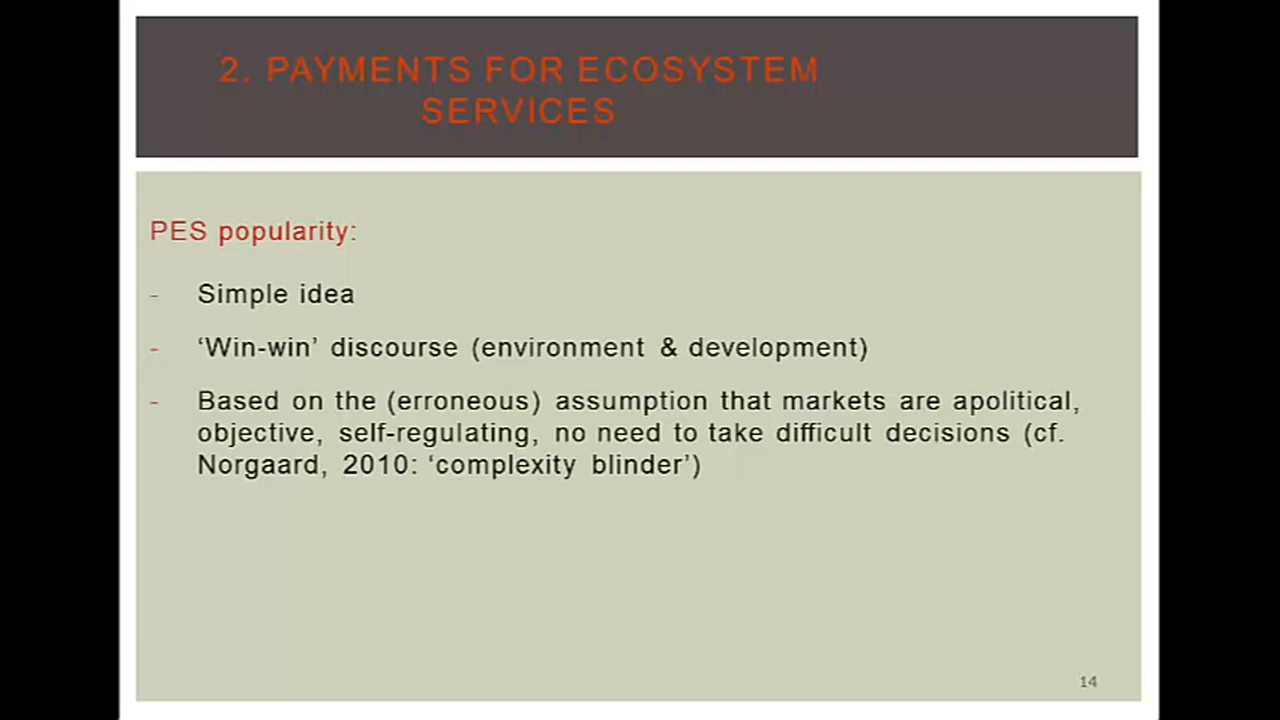 2. PAYMENTS FOR ECOSYSTEM
SERVICES
PES popularity:
- Simple idea
- ‘Win-win’ discourse (environment & development)
- Based on the (erroneous) assumption that markets are apolitical,
objective, self-regulating, no need to take difficult decisions (cf.
Norgaard, 2010: ‘complexity blinder’)
14